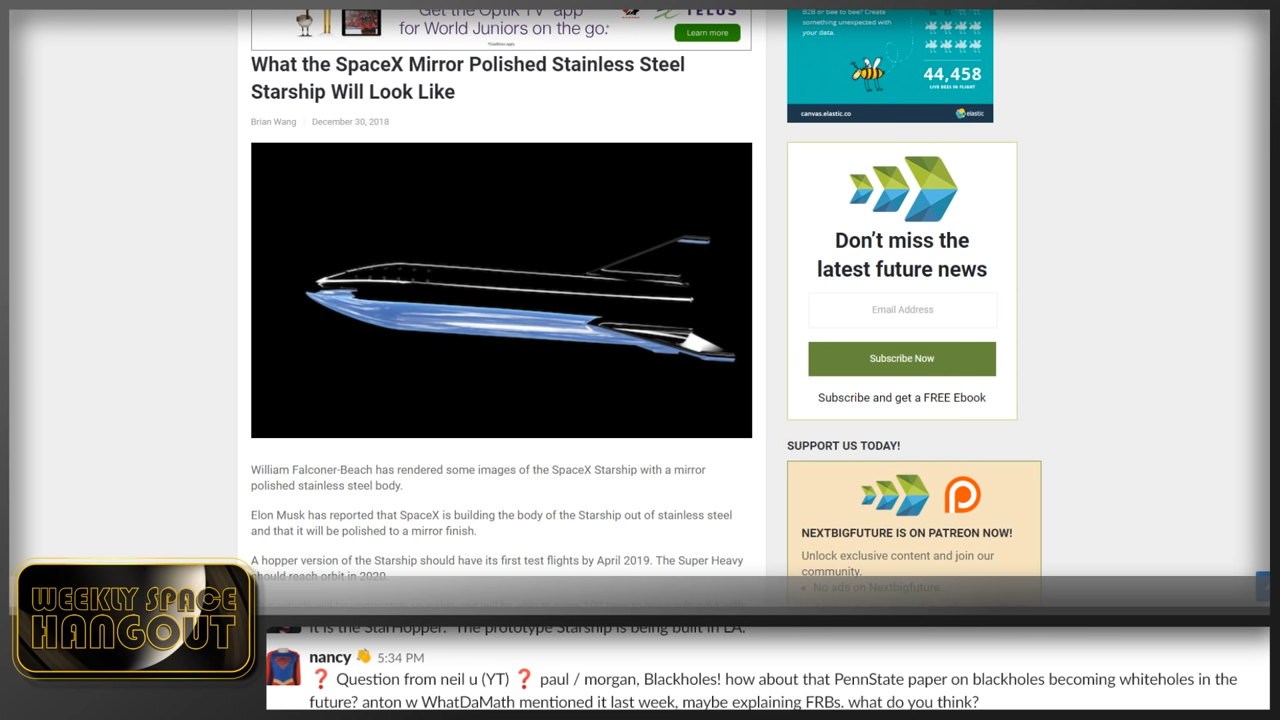 Get the Optik TV app
for World Juniors on the go.
TELUS
Learn more
What the SpaceX Mirror Polished Stainless Steel
Starship Will Look Like
Brian Wang
December 30, 2018
William Falconer-Beach has rendered some images of the SpaceX Starship with a mirror
polished stainless steel body.
Elon Musk has reported that SpaceX is building the body of the Starship out of stainless steel
and that it will be polished to a mirror finish.
A hopper version of the Starship should have its first test flights by April 2019. The Super Heavy
should reach orbit in 2020.
B2B or bee to bee? Create
something unexpected with
your data.
44,458
LIVE BEES IN FLIGHT
canvas.elastic.co
elastic
Don’t miss the
latest future news
Email Address
Subscribe Now
Subscribe and get a FREE Ebook
SUPPORT US TODAY!
NEXTBIGFUTURE IS ON PATREON NOW!
Unlock exclusive content and join our
community.
• No ads on Nextbigfuture
WEEKLY SPACE
HANGOUT
It is the StarHopper. The prototype Starship is being built in LA.
nancy 👋 5:34 PM
❓ Question from neil u (YT) ❓ paul / morgan, Blackholes! how about that PennState paper on blackholes becoming whiteholes in the
future? anton w WhatDaMath mentioned it last week, maybe explaining FRBs. what do you think?